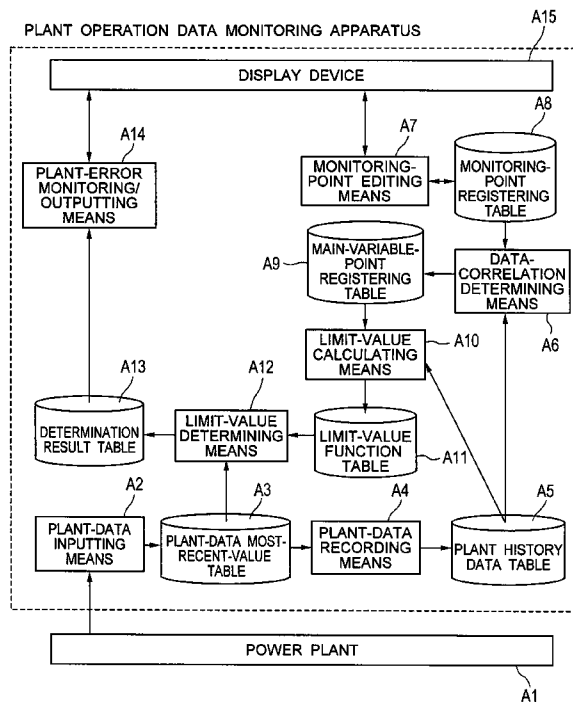 PLANT OPERATION DATA MONITORING APPARATUS
A15
DISPLAY DEVICE
A14
PLANT-ERROR
MONITORING/
OUTPUTTING
MEANS
A7
MONITORING-
POINT EDITING
MEANS
A8
MONITORING-
POINT
REGISTERING
TABLE
A9
MAIN-VARIABLE-
POINT
REGISTERING
TABLE
DATA-
CORRELATION
DETERMINING
MEANS
A6
LIMIT-VALUE
CALCULATING
MEANS
A10
A13
DETERMINATION
RESULT TABLE
A12
LIMIT-VALUE
DETERMINING
MEANS
LIMIT-VALUE
FUNCTION
TABLE
A11
A2
PLANT-DATA
INPUTTING
MEANS
A3
PLANT-DATA MOST-
RECENT-VALUE
TABLE
A4
PLANT-DATA
RECORDING
MEANS
A5
PLANT HISTORY
DATA TABLE
POWER PLANT
A1